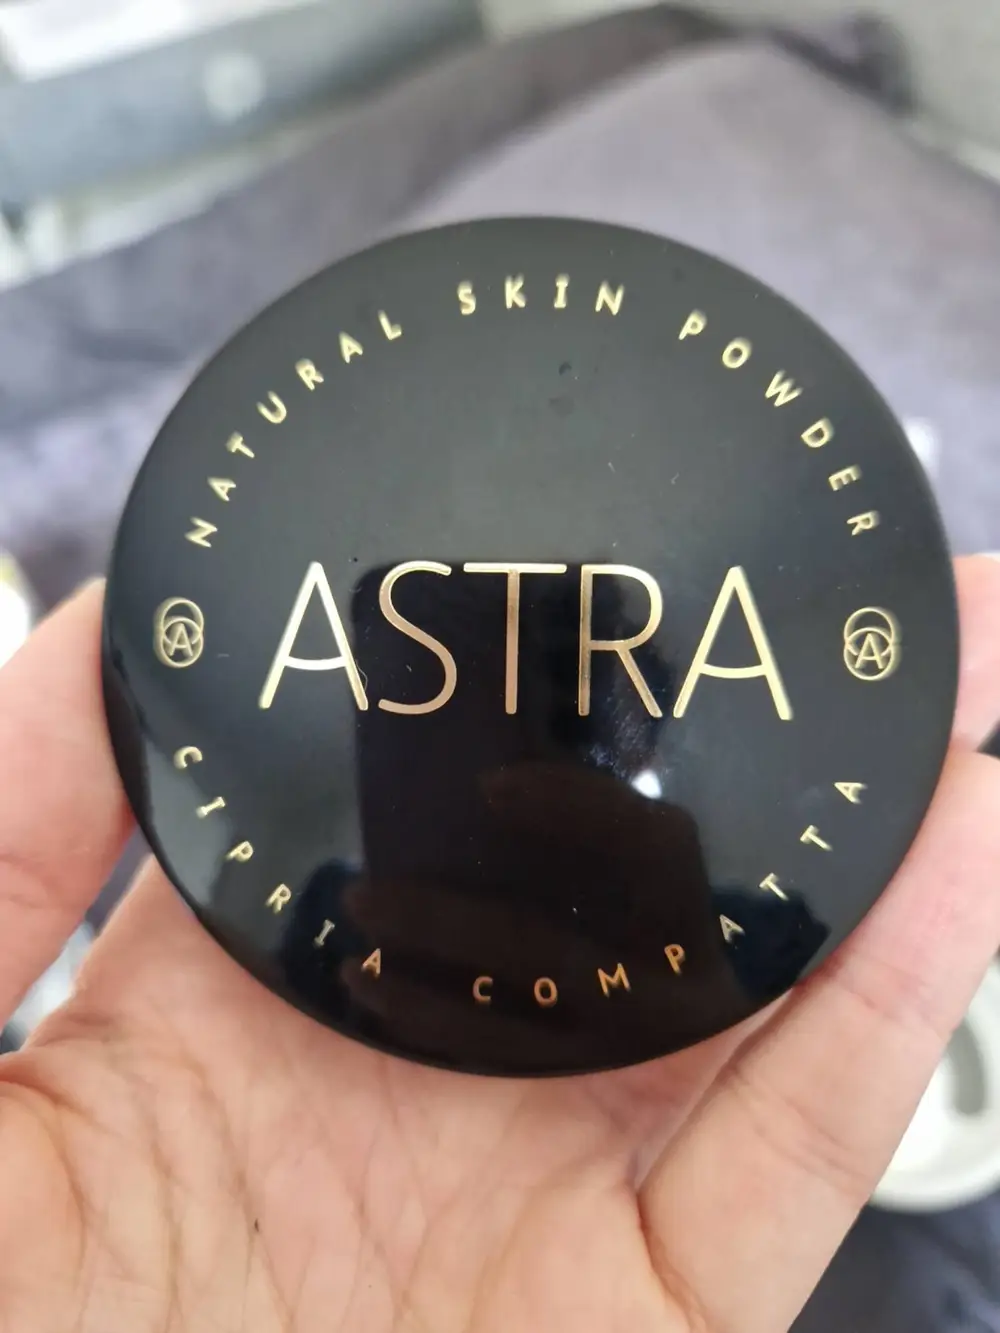 NATURAL SKIN POWDER
ASTRA
CIPRIA COMPATTA